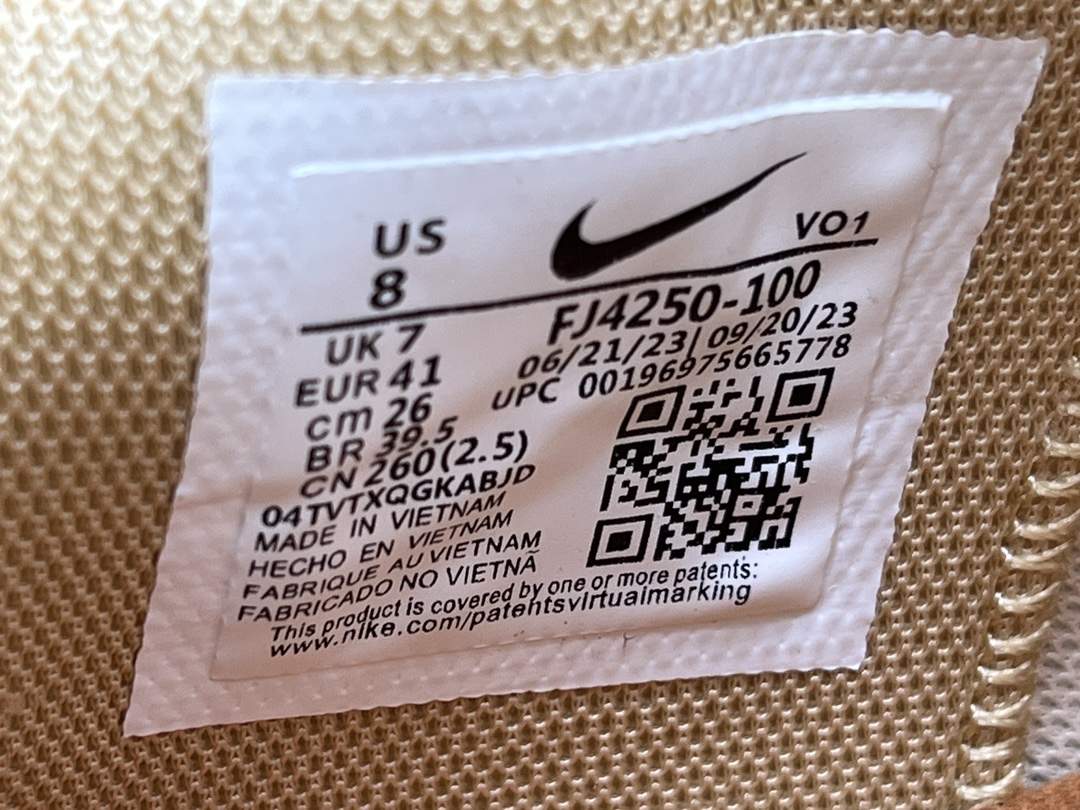 US
8
VO1
UK 7
FJ4250-100
EUR 41
06/21/23| 09/20/23
cm 26
UPC 00196975665778
BR 39.5
CN 260(2.5)
04TVTXQGKABJD
MADE IN VIETNAM
HECHO EN VIETNAM
FABRIQUE AU VIETNAM
FABRICADO NO VIETNÃ
This product is covered by one or more patents:
www.nike.com/patentsvirtualmarking